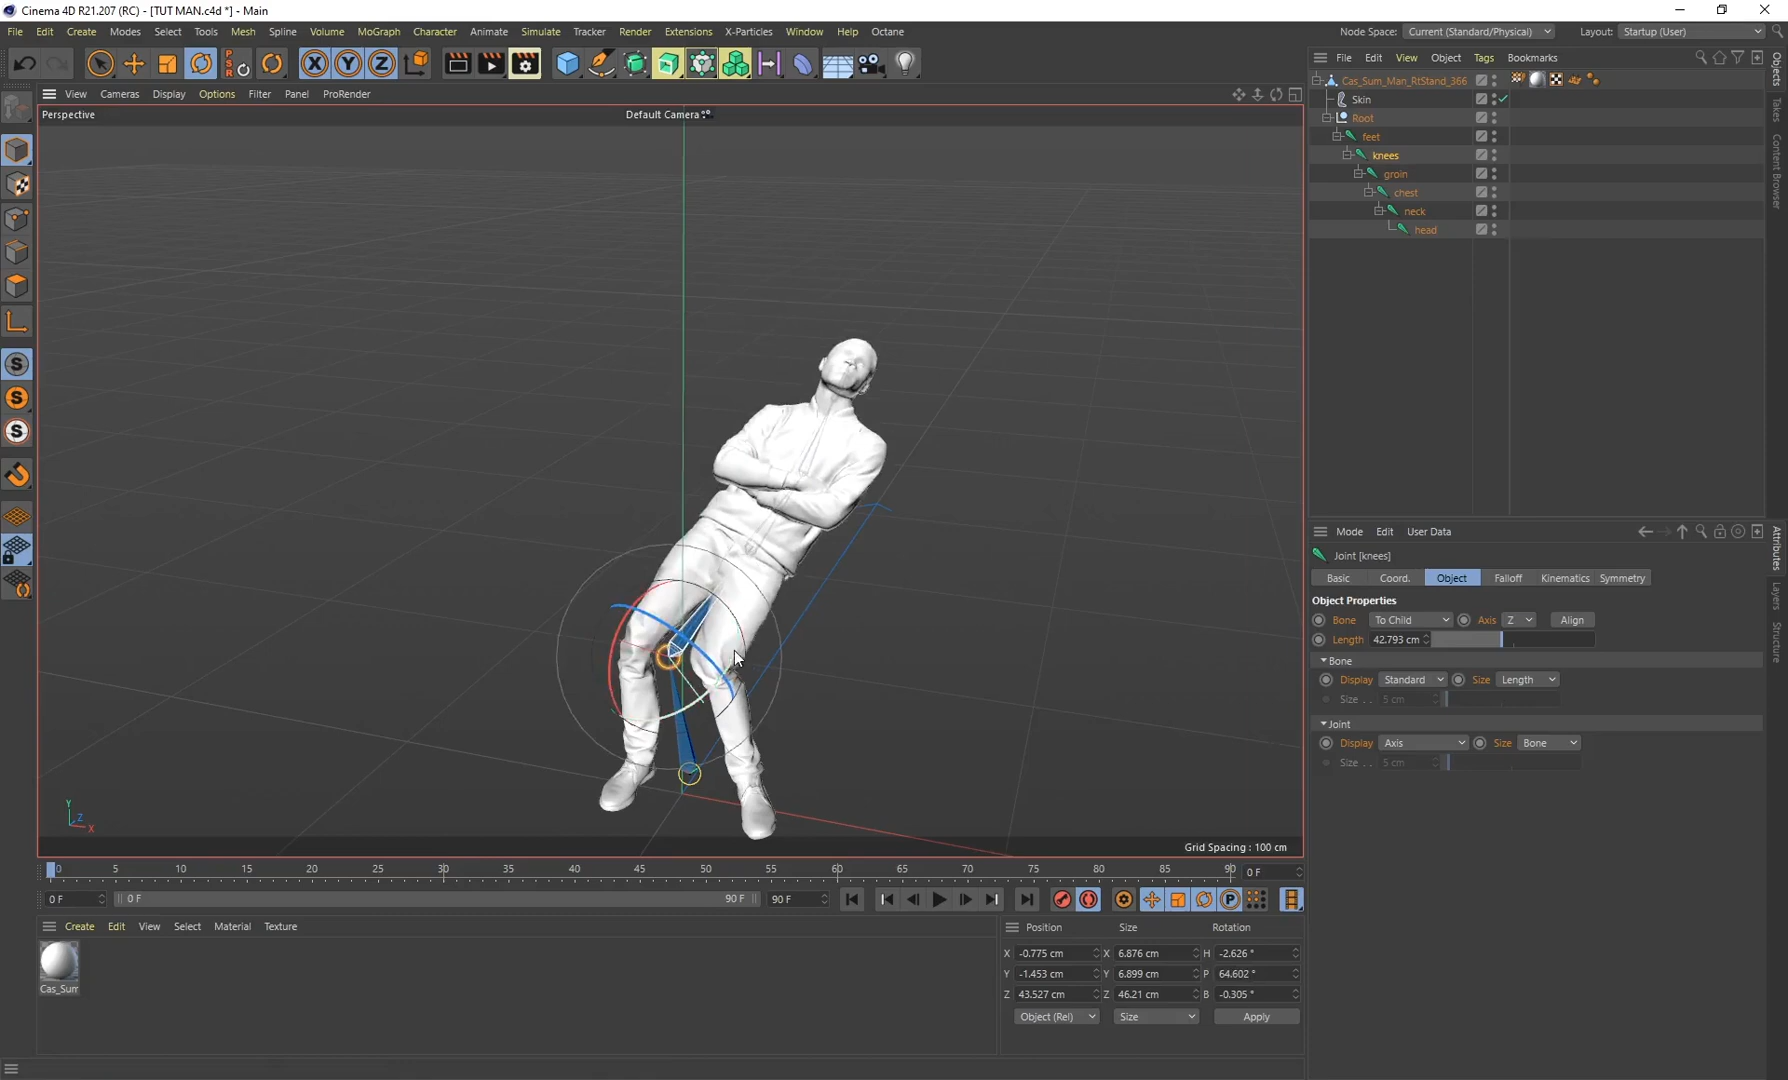 Cinema 4D R21.207 (RC) - [TUT MAN.c4d *] - Main
File Edit Create Modes Select Tools Mesh Spline Volume MoGraph Character Animate Simulate Tracker Render Extensions X-Particles Window Help Octane
Node Space: Current (Standard/Physical) Layout: Startup (User)
View Cameras Display Options Filter Panel ProRender
Perspective
Default Camera
Grid Spacing : 100 cm
Y
Z
X
File Edit View Object Tags Bookmarks
Cas_Sum_Man_RtStand_366
Skin
Root
feet
knees
groin
chest
neck
head
Objects
Takes
Content Browser
Mode Edit User Data
Joint [knees]
Basic Coord. Object Falloff Kinematics Symmetry
Object Properties
Bone To Child Axis Z Align
Length 42.793 cm
Bone
Display Standard Size Length
Size . . 5 cm
Joint
Display Axis Size Bone
Size . . . 5 cm
Attributes
Layers
Structure
0 5 10 15 20 25 30 35 40 45 50 55 60 65 70 75 80 85 90 0 F
0 F 0 F 90 F 90 F
Create Edit View Select Material Texture
Cas_Sum
Position Size Rotation
X -0.775 cm X 6.876 cm H -2.626 °
Y -1.453 cm Y 6.899 cm P 64.602 °
Z 43.527 cm Z 46.21 cm B -0.305 °
Object (Rel) Size Apply